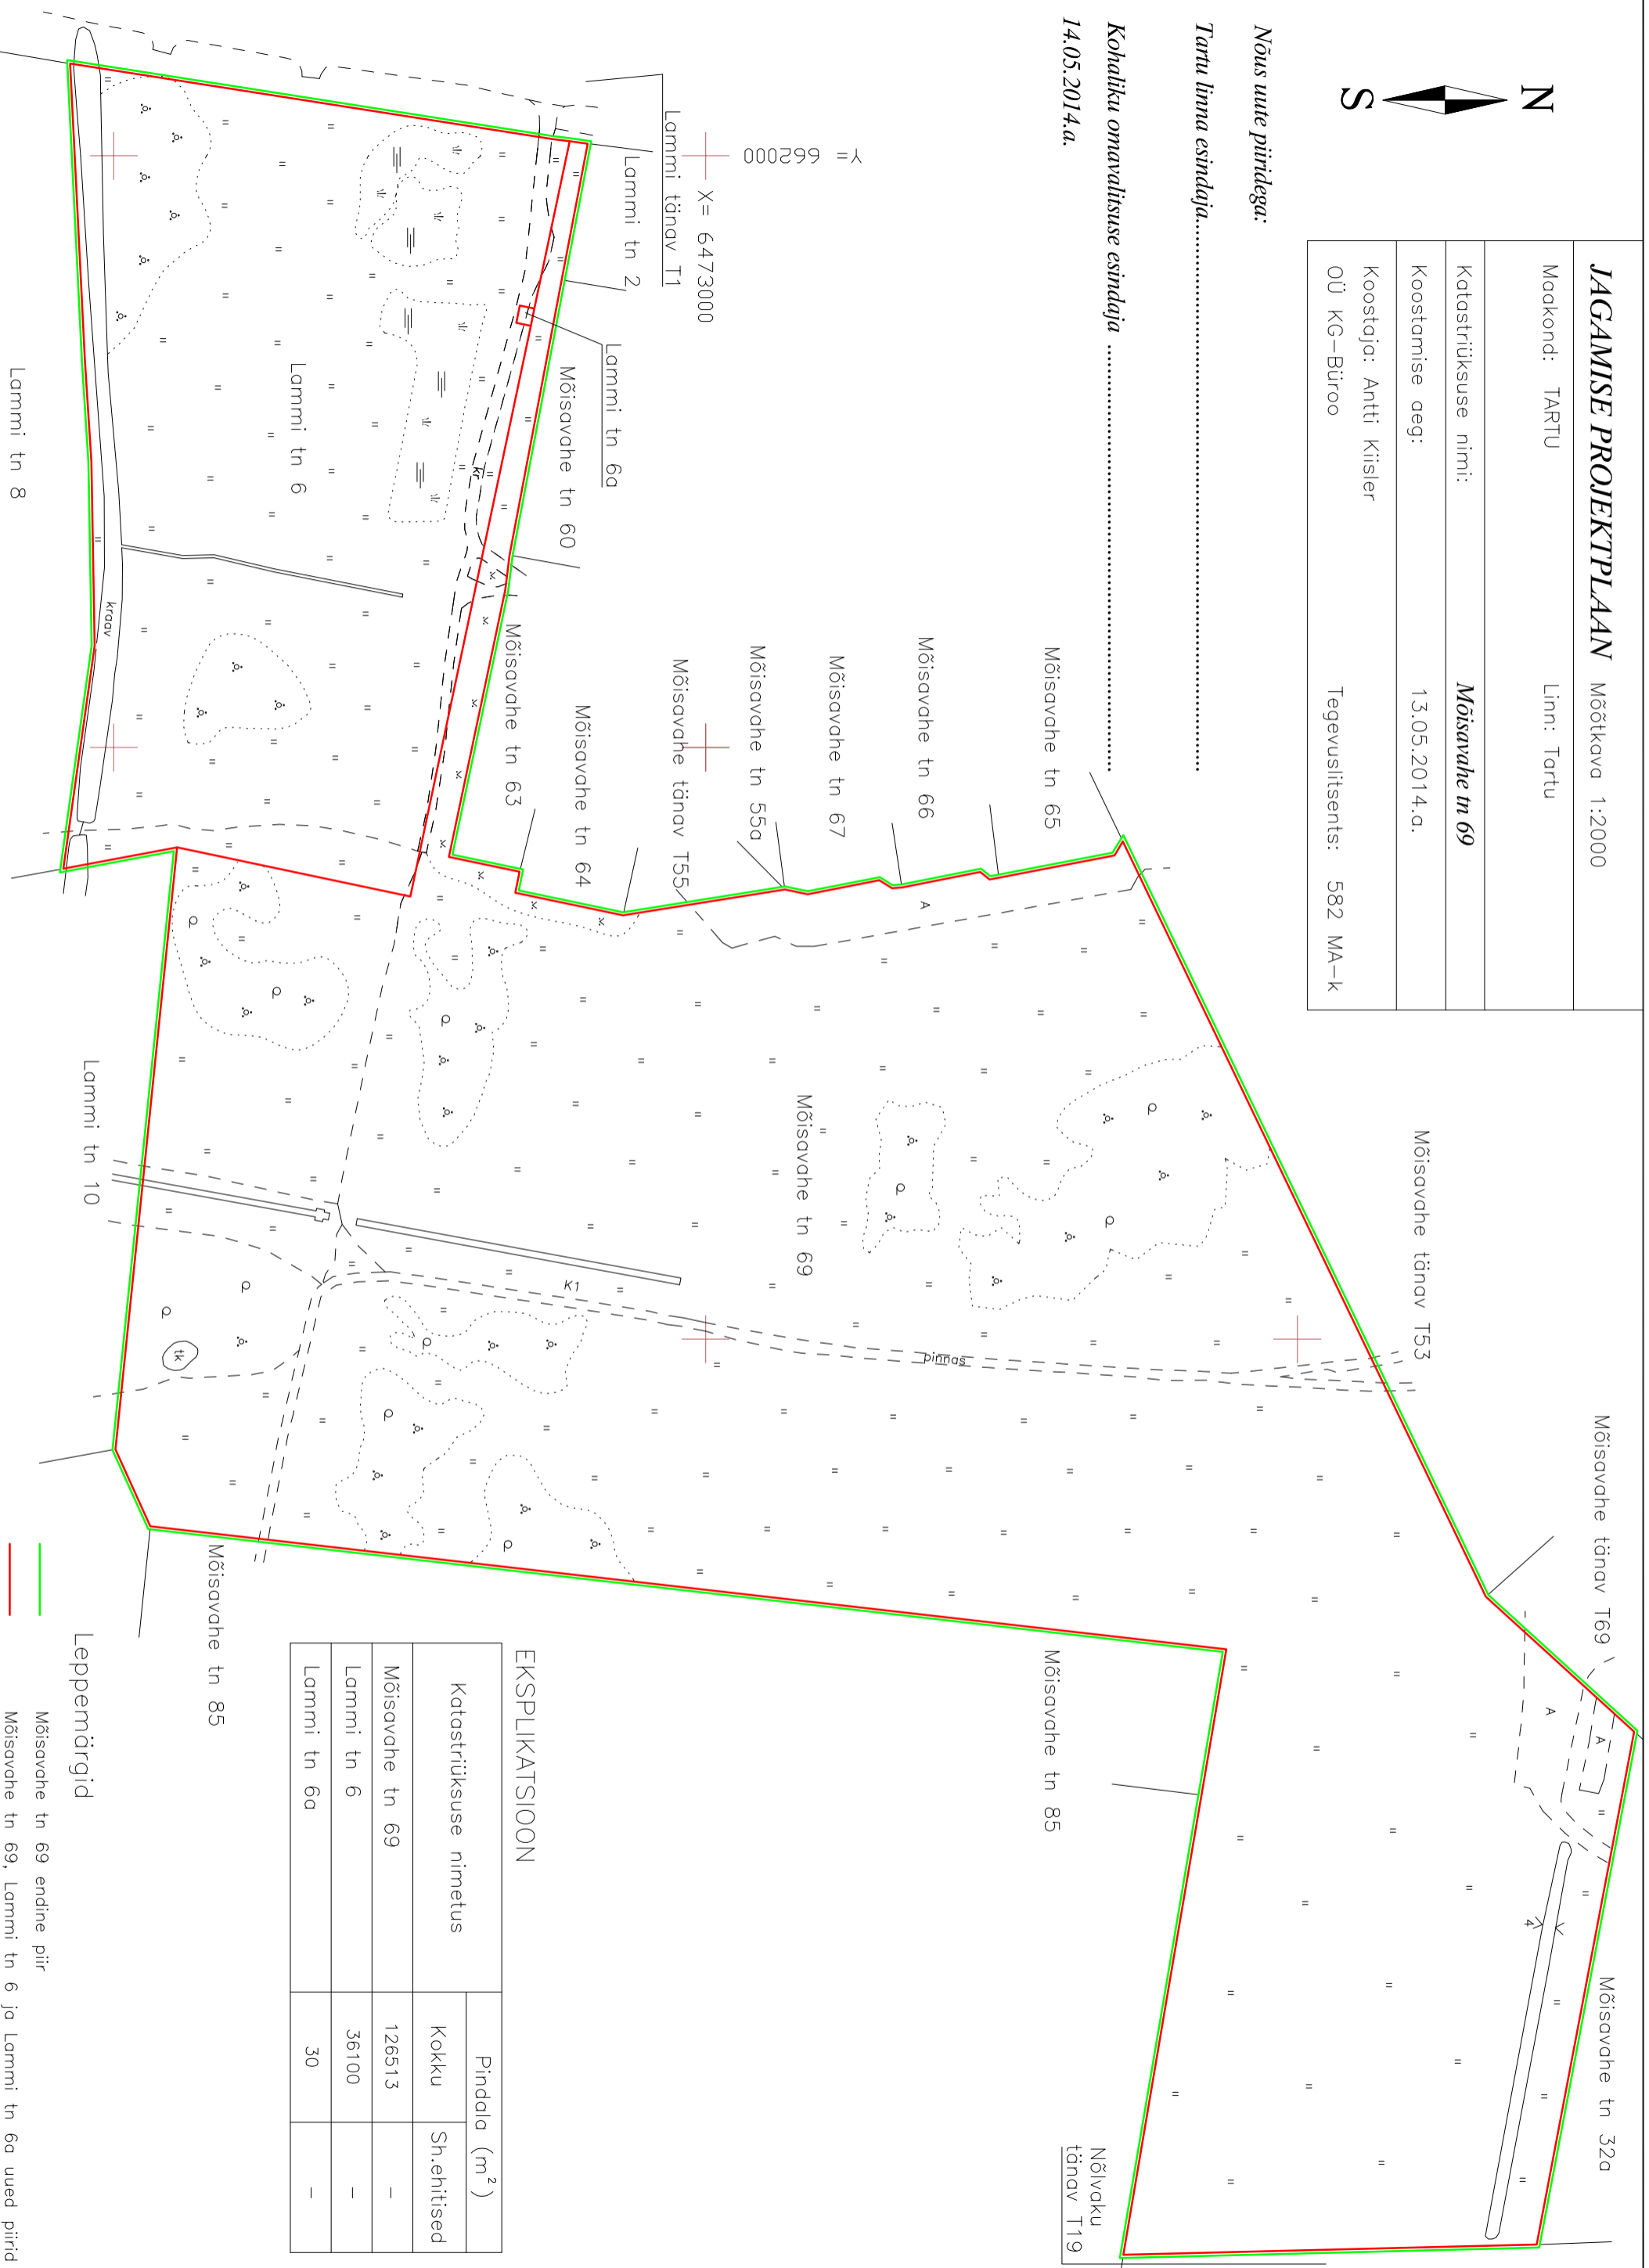 JAGAMISE PROJEKTPLAAN Mõõtkava 1:2000
Maakond: TARTU Linn: Tartu
Katastriüksuse nimi: Mõisavahe tn 69
Koostamise aeg: 13.05.2014.a.
Koostaja: Antti Kiisler
OÜ KG-Büroo Tegevuslitsents: 582 MA-k
N
S
Nõus uute piiridega:
Tartu linna esindaja
Kohaliku omavalitsuse esindaja
14.05.2014.a.
Y= 662000
X= 6473000
Lammi tänav T1
Lammi tn 2
Lammi tn 6a
Mõisavahe tn 60
Lammi tn 6
Lammi tn 8
kr
kraav
Mõisavahe tn 63
Mõisavahe tn 64
Mõisavahe tänav T55
Mõisavahe tn 55a
Mõisavahe tn 67
Mõisavahe tn 66
Mõisavahe tn 65
A
Mõisavahe tn 69
Mõisavahe tänav T53
Mõisavahe tänav T69
A
A
4
Mõisavahe tn 32a
Nõlvaku
tänav T19
Mõisavahe tn 85
K1
pinnas
tk
Lammi tn 10
Mõisavahe tn 85
EKSPLIKATSIOON
Katastriüksuse nimetus Pindala (m²)
Kokku Sh.ehitised
Mõisavahe tn 69 126513 -
Lammi tn 6 36100 -
Lammi tn 6a 30 -
Leppemärgid
Mõisavahe tn 69 endine piir
Mõisavahe tn 69, Lammi tn 6 ja Lammi tn 6a uued piirid